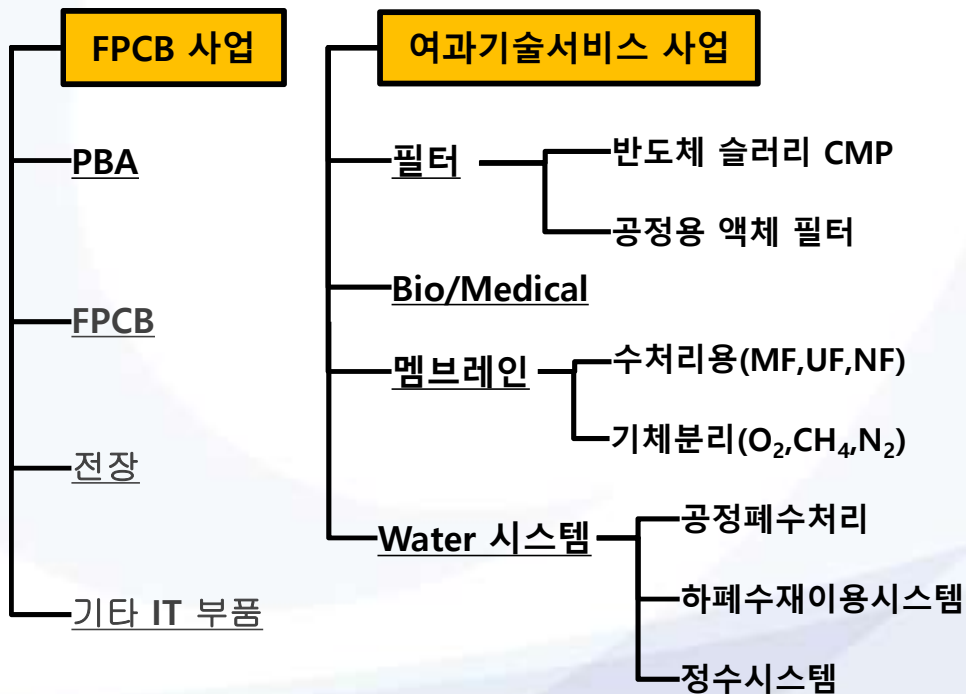 FPCB 사업
PBA
FPCB
전장
기타 IT 부품
여과기술서비스 사업
필터
반도체 슬러리 CMP
공정용 액체 필터
Bio/Medical
멤브레인
수처리용(MF,UF,NF)
기체분리(O₂,CH₄,N₂)
Water 시스템
공정폐수처리
하폐수재이용시스템
정수시스템